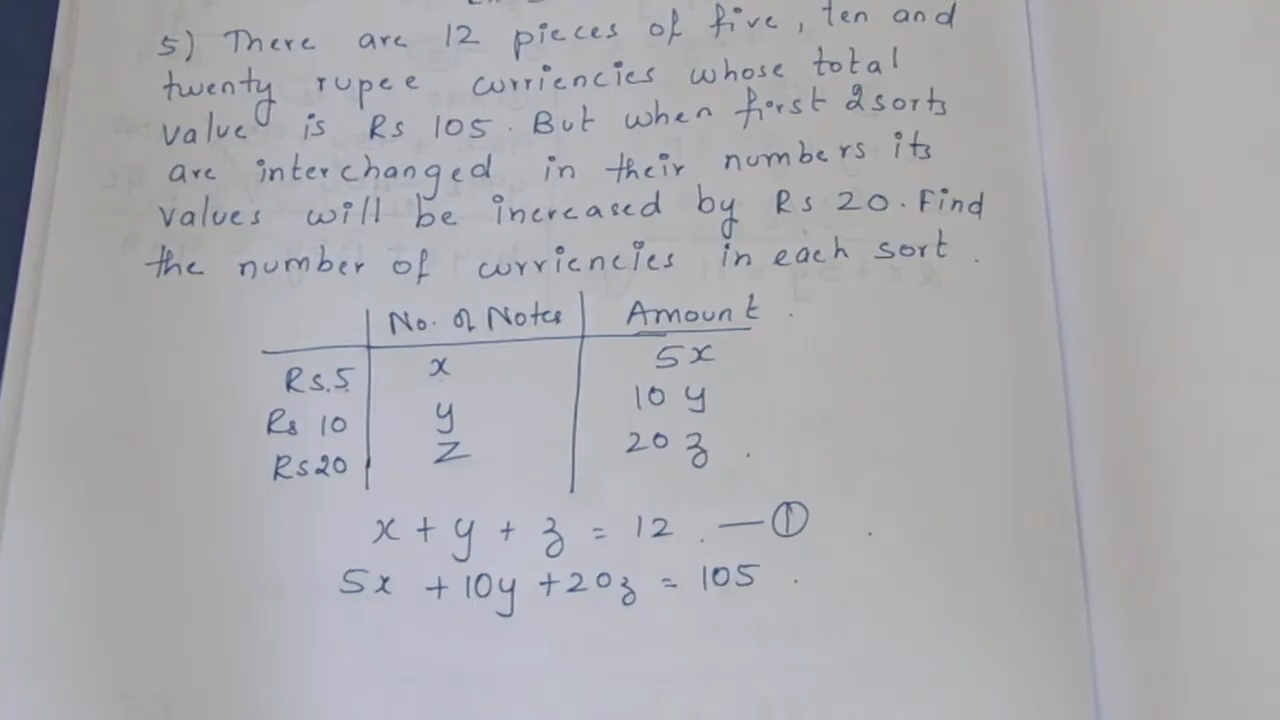 5) There are 12 pieces of five, ten and
twenty rupee curriencies whose total
value is Rs 105. But when first 2 sorts
are interchanged in their numbers its
values will be increased by Rs 20. Find
the number of curriencies in each sort.
No. of Notes Amount
Rs.5 x 5x
Rs 10 y 10 y
Rs 20 z 20 z
x + y + z = 12. — ①
5x + 10y + 20z = 105